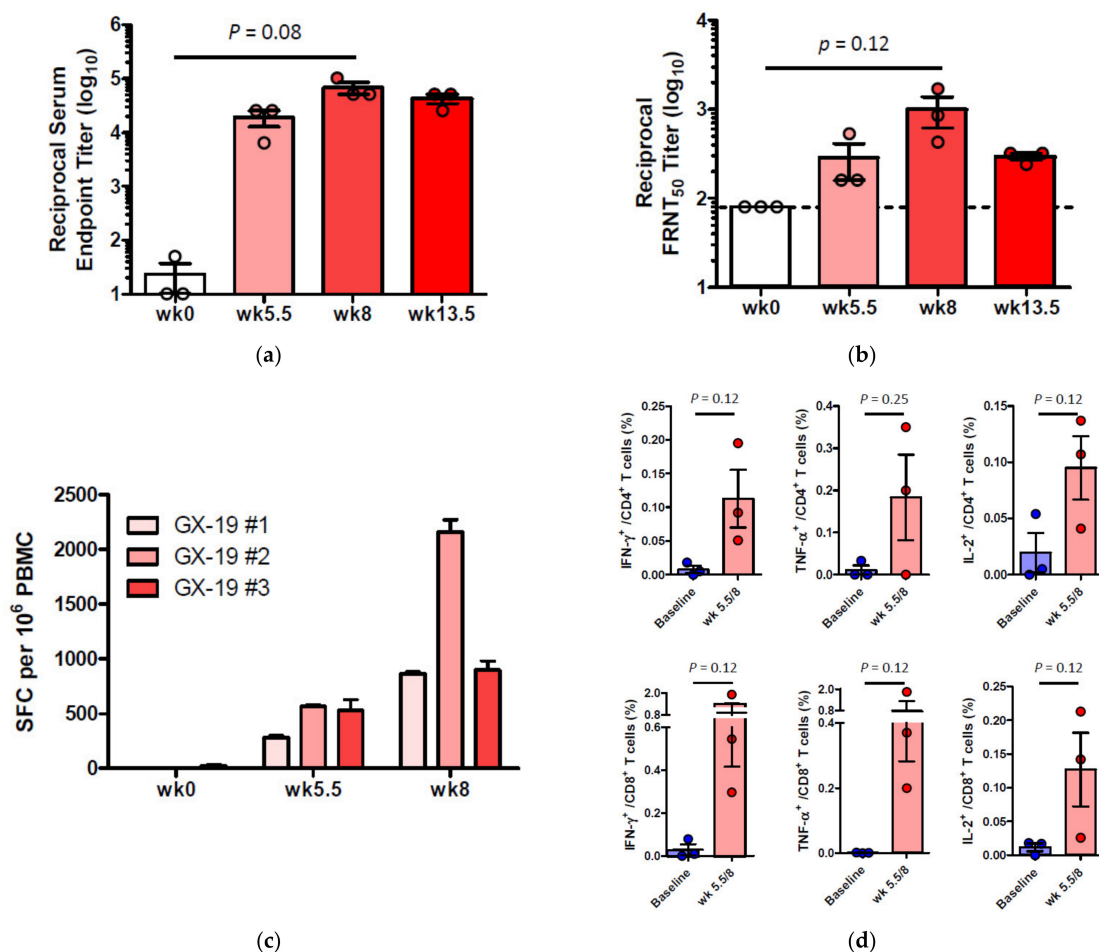 P = 0.08
Reciprocal Serum
Endpoint Titer (log10)
6
5
4
3
2
1
wk0 wk5.5 wk8 wk13.5
(a)
p = 0.12
Reciprocal
FRNT50 Titer (log10)
3
2
1
wk0 wk5.5 wk8 wk13.5
(b)
SFC per 10⁶ PBMC
2500
2000
1500
1000
500
0
GX-19 #1
GX-19 #2
GX-19 #3
wk0 wk5.5 wk8
(c)
P = 0.12
IFN-γ⁺ /CD4⁺ T cells (%)
0.25
0.20
0.15
0.10
0.05
0.00
Baseline wk 5.5/8
P = 0.25
TNF-α⁺ /CD4⁺ T cells (%)
0.4
0.3
0.2
0.1
0.0
Baseline wk 5.5/8
P = 0.12
IL-2⁺ /CD4⁺ T cells (%)
0.15
0.10
0.05
0.00
Baseline wk 5.5/8
P = 0.12
IFN-γ⁺ /CD8⁺ T cells (%)
2.0
0.8
0.6
0.4
0.2
0.0
Baseline wk 5.5/8
P = 0.12
TNF-α⁺ /CD8⁺ T cells (%)
2.0
0.8
0.4
0.2
0.0
Baseline wk 5.5/8
P = 0.12
IL-2⁺ /CD8⁺ T cells (%)
0.25
0.20
0.15
0.10
0.05
0.00
Baseline wk 5.5/8
(d)